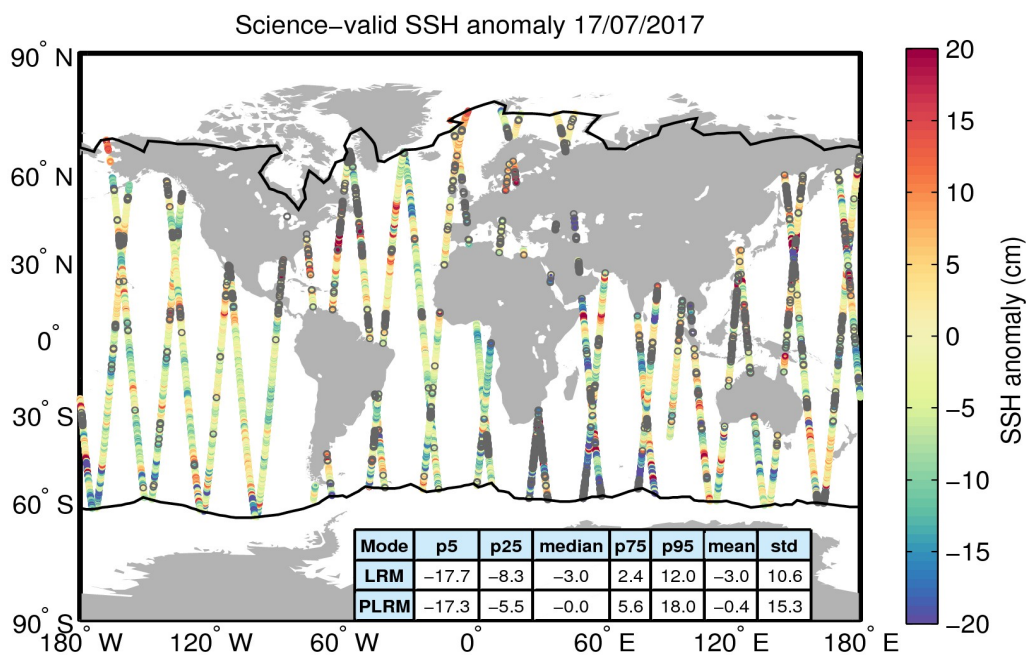 Science−valid SSH anomaly 17/07/2017
90° N
60° N
30° N
0°
30° S
60° S
90° S
180° W
120° W
60° W
0°
60° E
120° E
180° E
Mode p5 p25 median p75 p95 mean std
LRM −17.7 −8.3 −3.0 2.4 12.0 −3.0 10.6
PLRM −17.3 −5.5 −0.0 5.6 18.0 −0.4 15.3
20
15
10
5
0
−5
−10
−15
−20
SSH anomaly (cm)